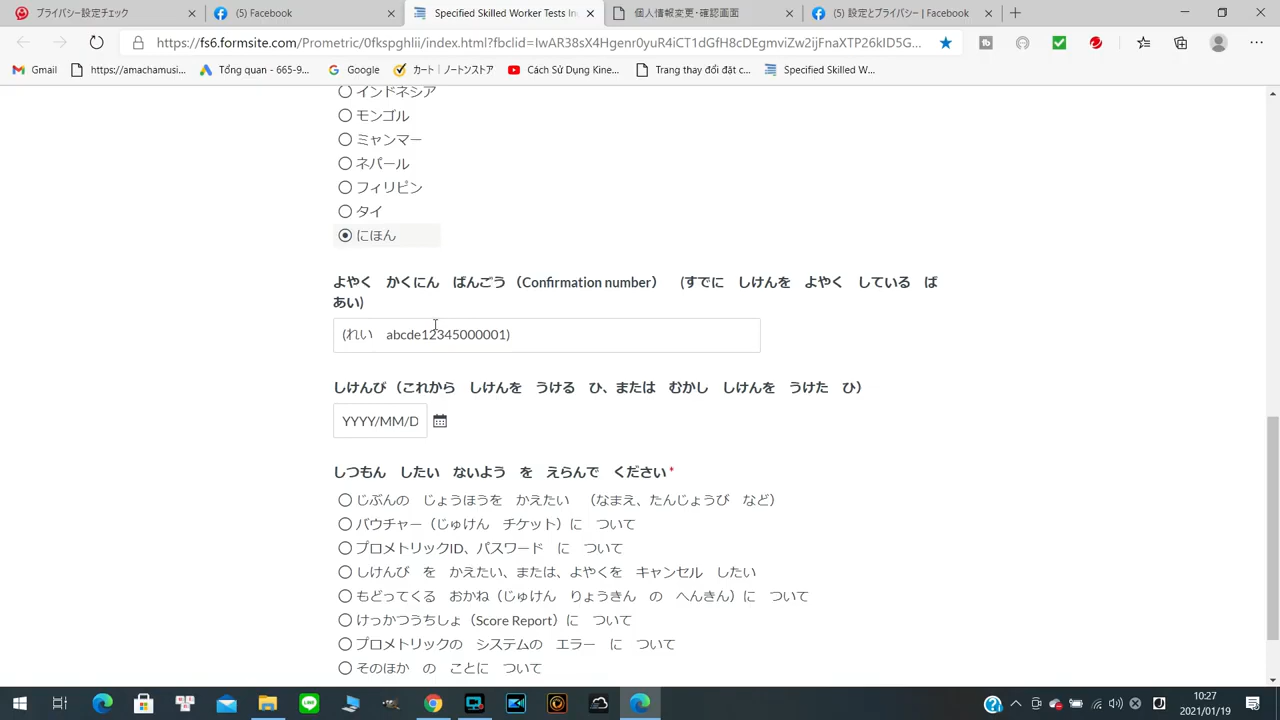 プライバシー設定チェック
(5) Facebook
Specified Skilled Worker Tests In
個人情報変更・確認画面
(5) 設定とプライバシー | Facebook
https://fs6.formsite.com/Prometric/0fkspghlii/index.html?fbclid=IwAR38sX4Hgenr0yuR4iCT1dGfH8cDEgmviZw2ijFnaXTP26kID5G...
Gmail
https://amachamusi...
Tổng quan - 665-9...
Google
カート | ノートンストア
Cách Sử Dụng Kine...
Trang thay đổi đặt c...
Specified Skilled W...
インドネシア
モンゴル
ミャンマー
ネパール
フィリピン
タイ
にほん
よやく　かくにん　ばんごう （Confirmation number）　(すでに　しけんを　よやく　している　ば
あい)
(れい　abcde12345000001)
しけんび （これから　しけんを　うける　ひ、または　むかし　しけんを　うけた　ひ）
YYYY/MM/D
しつもん　したい　ないよう　を　えらんで　ください *
じぶんの　じょうほうを　かえたい　（なまえ、たんじょうび　など）
バウチャー（じゅけん　チケット）に　ついて
プロメトリックID、パスワード　に　ついて
しけんび　を　かえたい、または、よやくを　キャンセル　したい
もどってくる　おかね（じゅけん　りょうきん　の　へんきん）に　ついて
けっかつうちしょ（Score Report）に　ついて
プロメトリックの　システムの　エラー　に　ついて
そのほか　の　ことに　ついて
10:27
2021/01/19